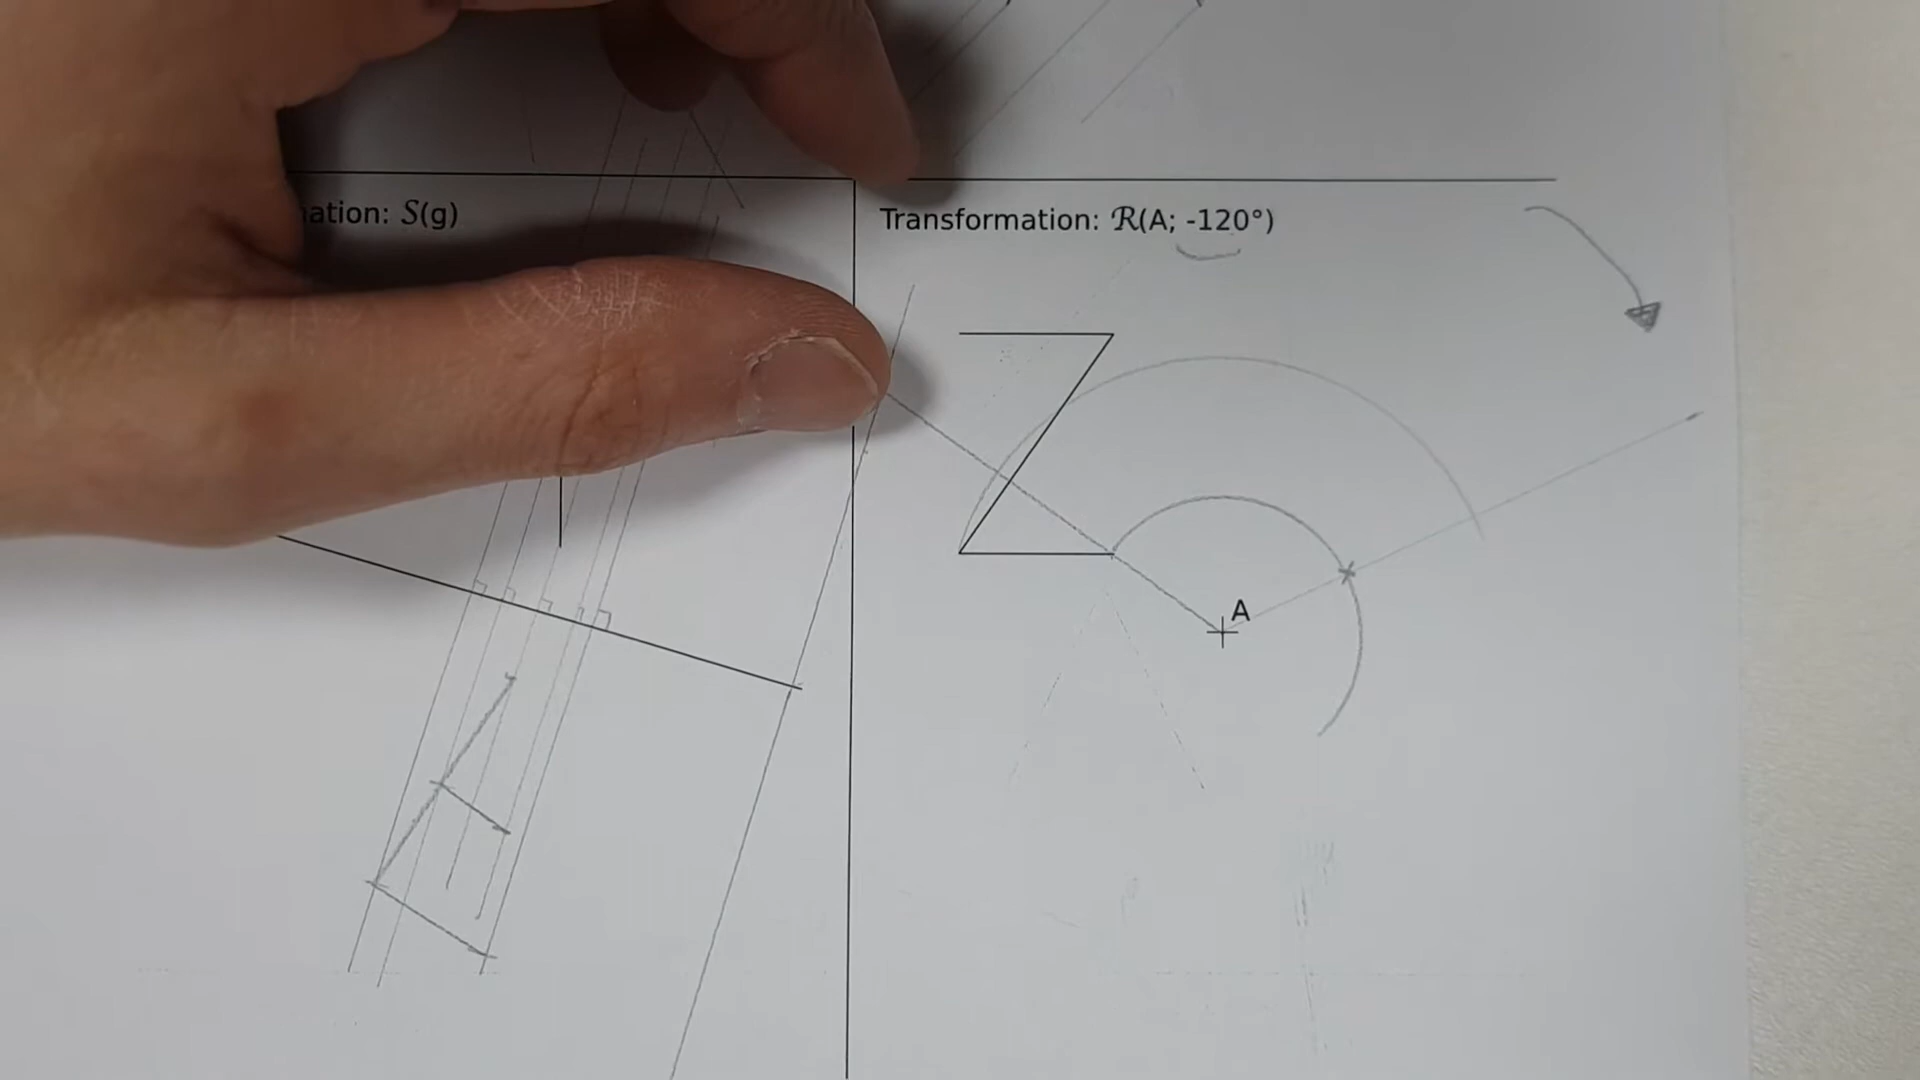 ation: S(g)
Transformation: R(A; -120°)
A